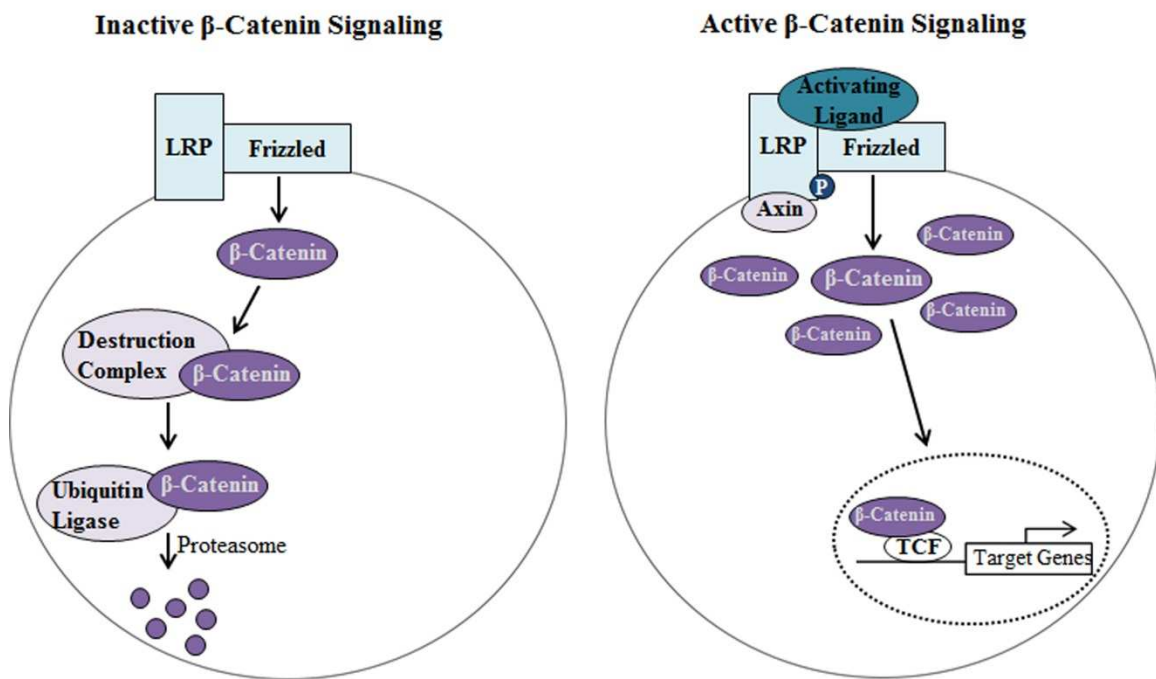 Inactive β-Catenin Signaling
LRP
Frizzled
β-Catenin
Destruction
Complex
β-Catenin
Ubiquitin
Ligase
β-Catenin
Proteasome
Active β-Catenin Signaling
Activating
Ligand
LRP
Frizzled
P
Axin
β-Catenin
β-Catenin
β-Catenin
β-Catenin
β-Catenin
β-Catenin
TCF
Target Genes